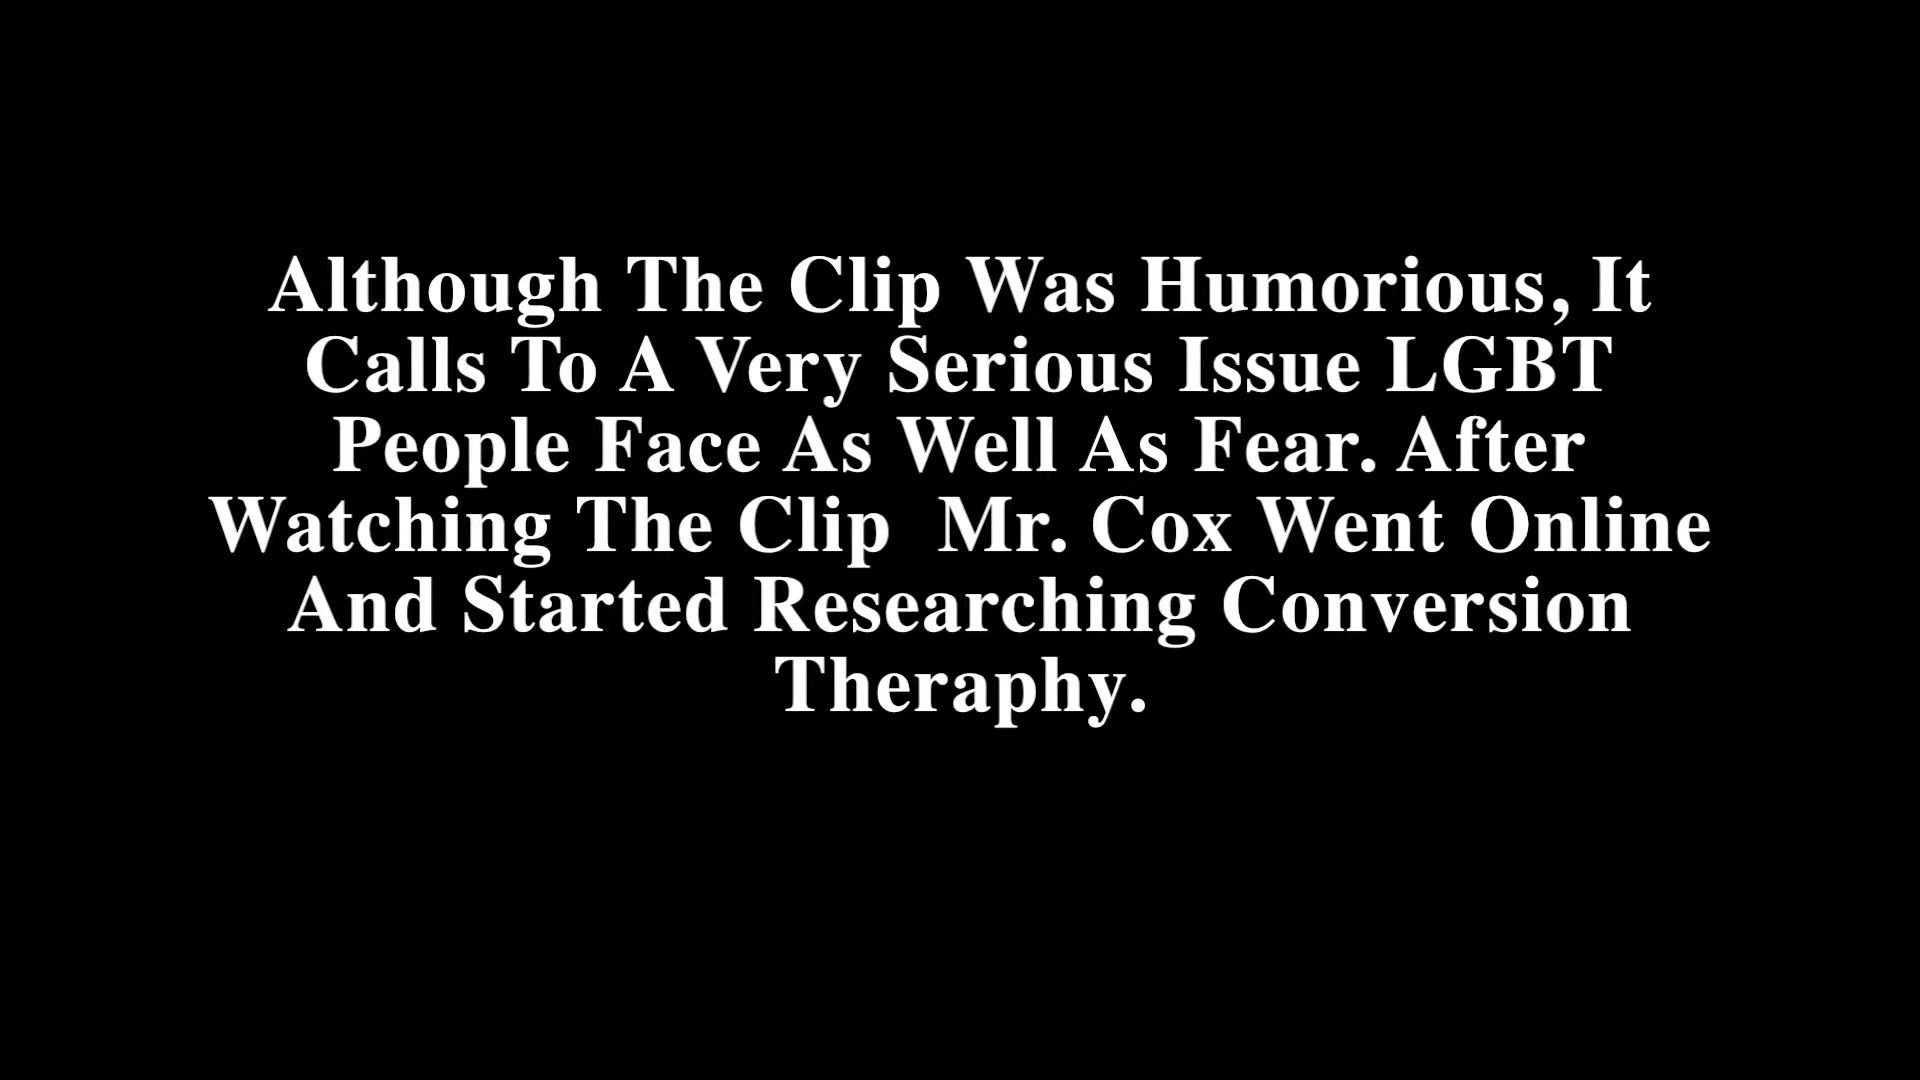 Although The Clip Was Humorious, It
Calls To A Very Serious Issue LGBT
People Face As Well As Fear. After
Watching The Clip  Mr. Cox Went Online
And Started Researching Conversion
Theraphy.